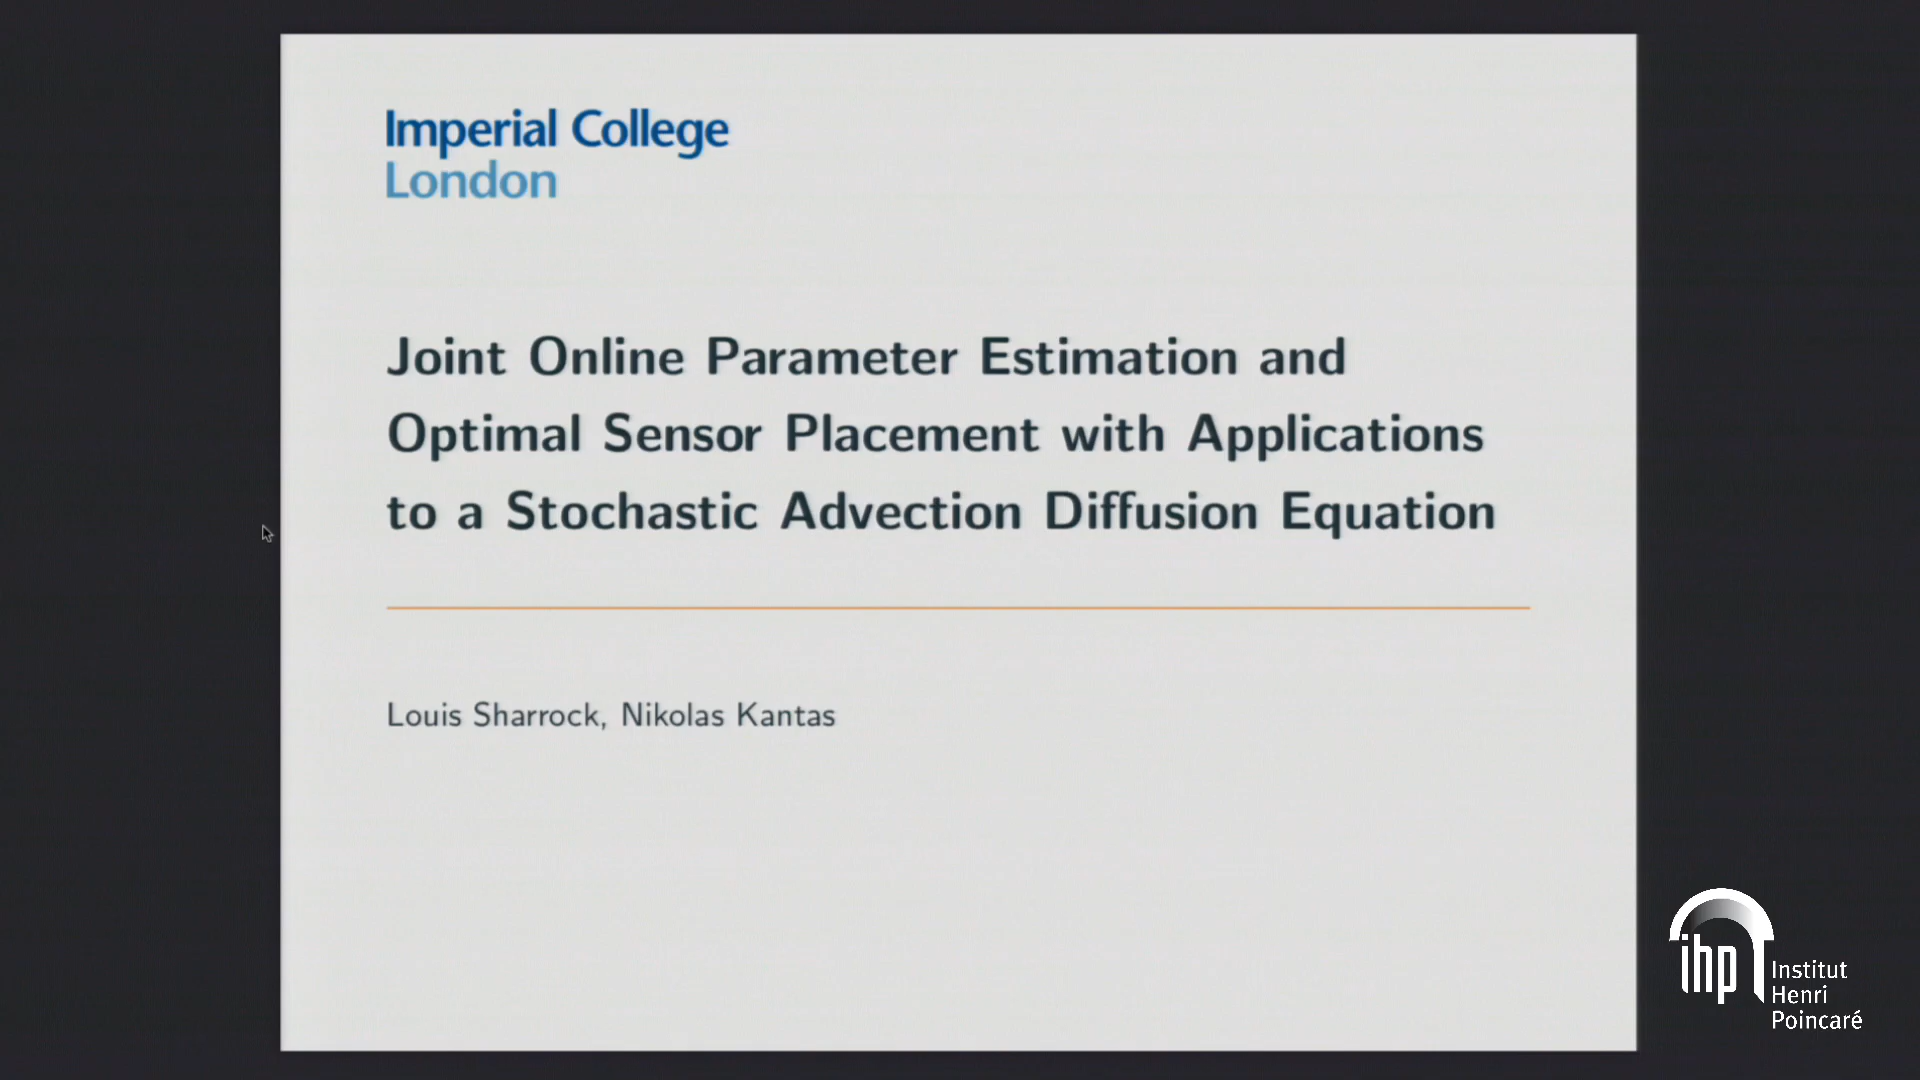 Imperial College
London
Joint Online Parameter Estimation and
Optimal Sensor Placement with Applications
to a Stochastic Advection Diffusion Equation
Louis Sharrock, Nikolas Kantas
ihp
Institut
Henri
Poincaré